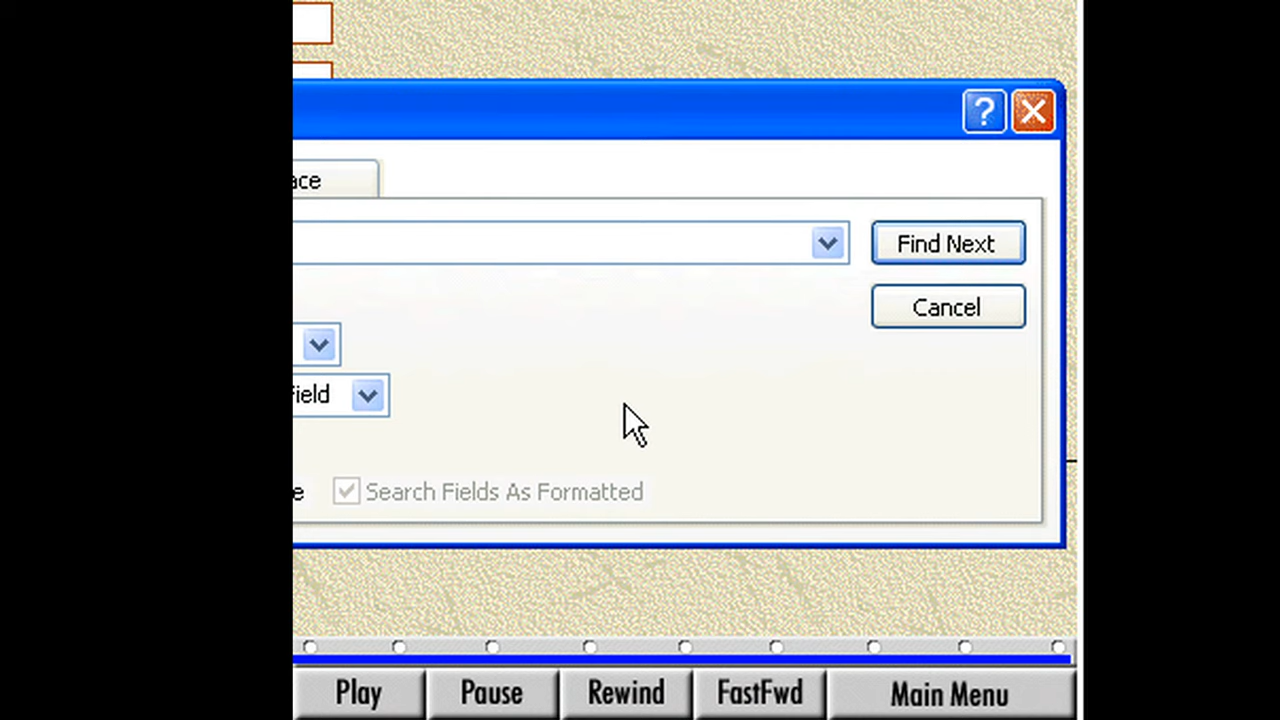 ?
ace
Find Next
Cancel
Field
e Search Fields As Formatted
Play Pause Rewind FastFwd Main Menu